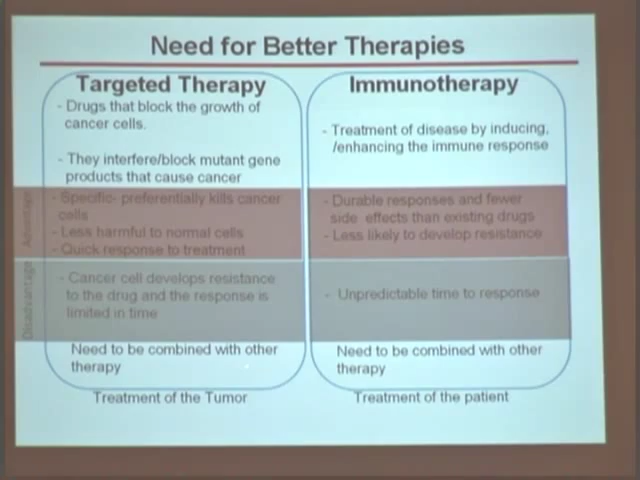 Need for Better Therapies
Targeted Therapy
- Drugs that block the growth of
cancer cells.
- They interfere/block mutant gene
products that cause cancer
Advantage
- Specific- preferentially kills cancer
cells
- Less harmful to normal cells
- Quick response to treatment
Disadvantage
- Cancer cell develops resistance
to the drug and the response is
limited in time
Need to be combined with other
therapy
Treatment of the Tumor
Immunotherapy
- Treatment of disease by inducing,
/enhancing the immune response
- Durable responses and fewer
side effects than existing drugs
- Less likely to develop resistance
- Unpredictable time to response
Need to be combined with other
therapy
Treatment of the patient